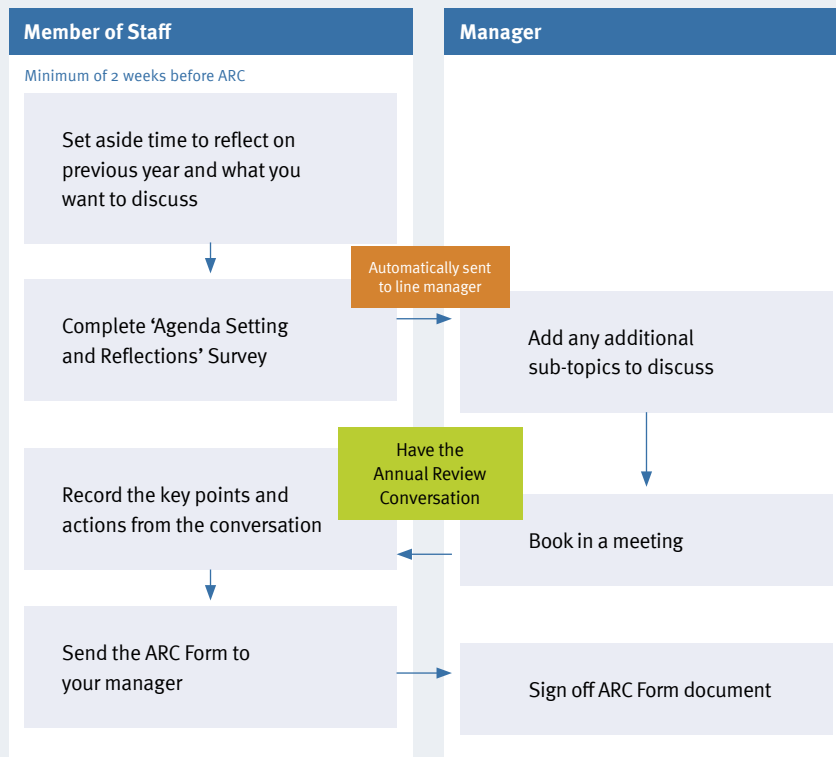 Member of Staff
Manager
Minimum of 2 weeks before ARC
Set aside time to reflect on
previous year and what you
want to discuss
Automatically sent
to line manager
Complete ‘Agenda Setting
and Reflections’ Survey
Add any additional
sub-topics to discuss
Have the
Annual Review
Conversation
Record the key points and
actions from the conversation
Book in a meeting
Send the ARC Form to
your manager
Sign off ARC Form document